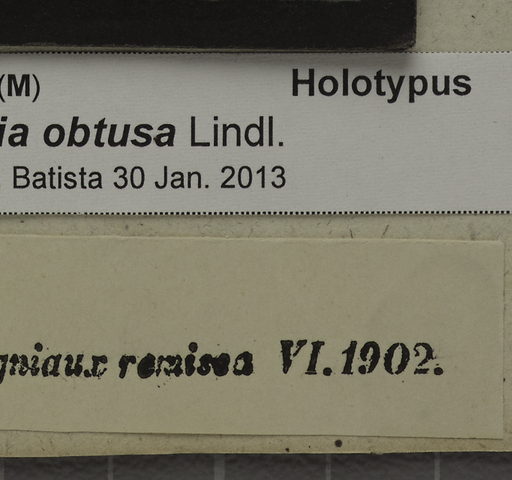 (M) Holotypus
ia obtusa Lindl.
. Batista 30 Jan. 2013
gniaux remisea VI.1902.